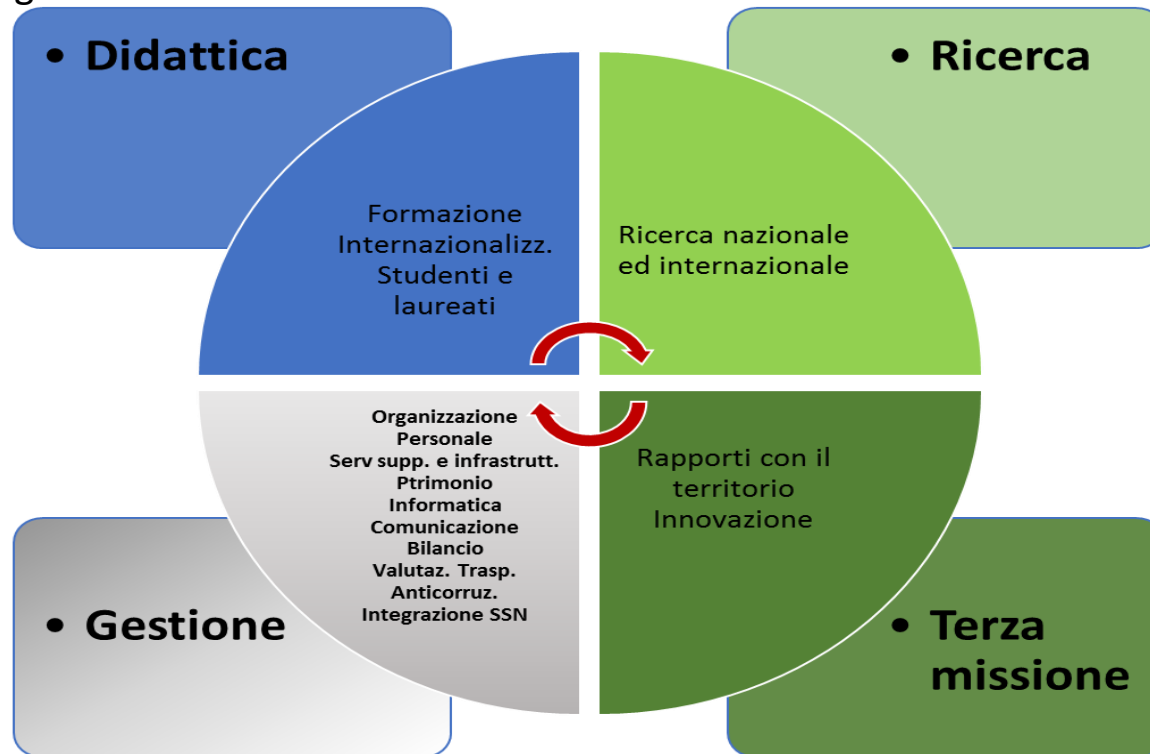 • Didattica
• Ricerca
Formazione
Internazionalizz.
Studenti e
laureati
Ricerca nazionale
ed internazionale
Organizzazione
Personale
Serv supp. e infrastrutt.
Ptrimonio
Informatica
Comunicazione
Bilancio
Valutaz. Trasp.
Anticorruz.
Integrazione SSN
Rapporti con il
territorio
Innovazione
• Gestione
• Terza
missione